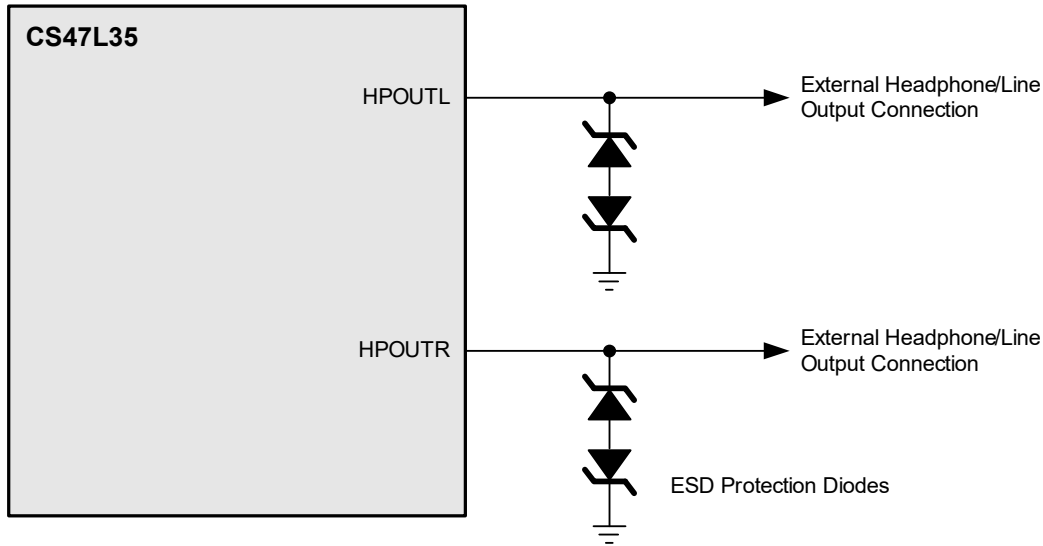 CS47L35
HPOUTL
External Headphone/Line
Output Connection
HPOUTR
External Headphone/Line
Output Connection
ESD Protection Diodes